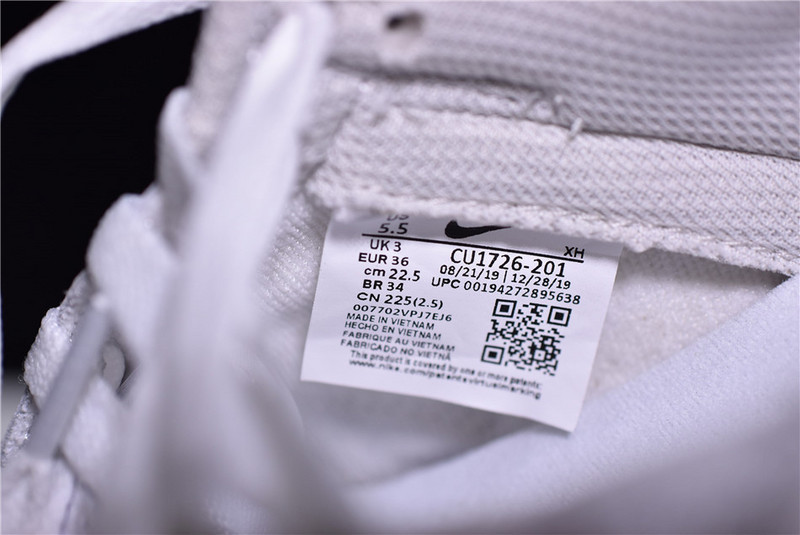 5.5
UK 3
EUR 36
cm 22.5
BR 34
CN 225(2.5)
007702VPJ7EJ6
MADE IN VIETNAM
HECHO EN VIETNAM
FABRIQUE AU VIETNAM
FABRICADO NO VIETNÃ
This product is covered by one or more patents:
www.nike.com/patentsvirtualmarking
XH
CU1726-201
08/21/19 | 12/28/19
UPC 00194272895638